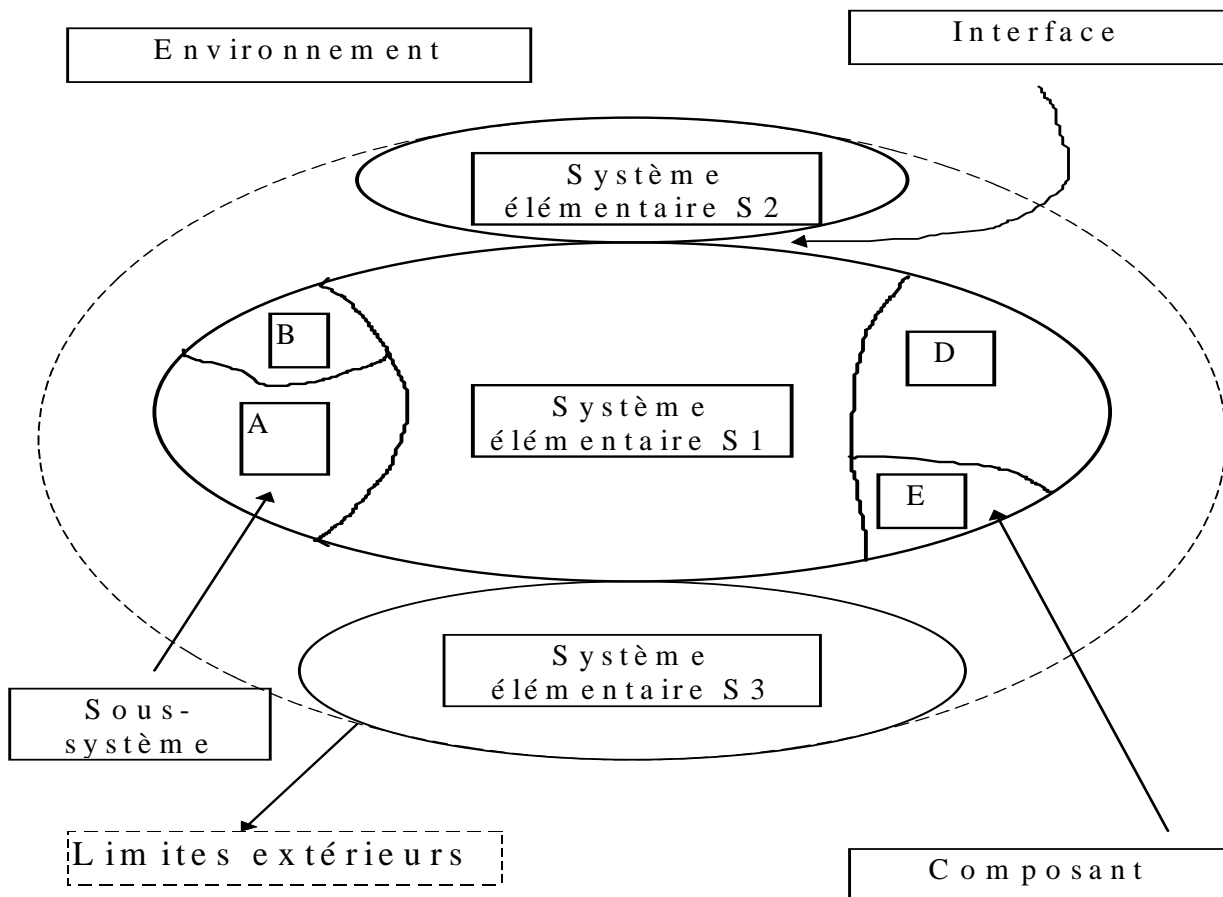 Environnement
Interface
Système
élémentaire S2
B
D
A
Système
élémentaire S1
E
Système
élémentaire S3
Sous-
système
Limites extérieurs
Composant